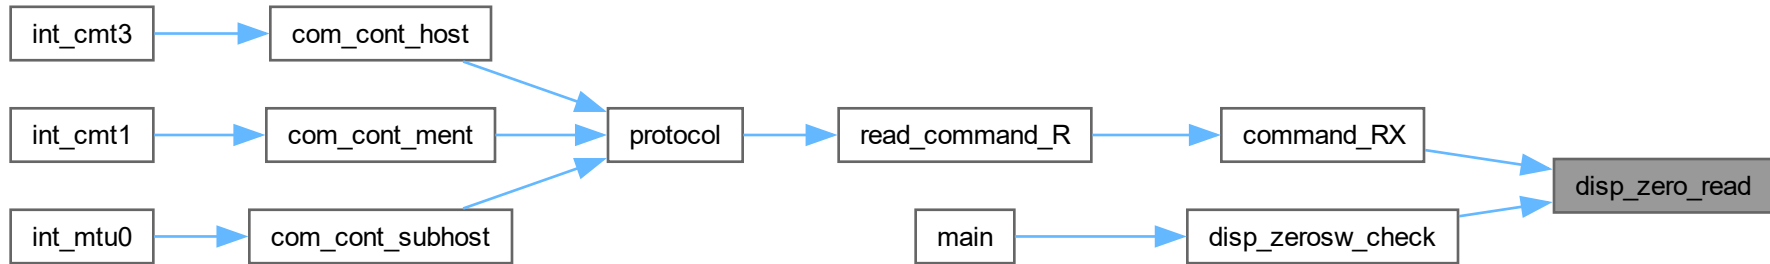 int_cmt3
com_cont_host
int_cmt1
com_cont_ment
protocol
read_command_R
command_RX
disp_zero_read
int_mtu0
com_cont_subhost
main
disp_zerosw_check